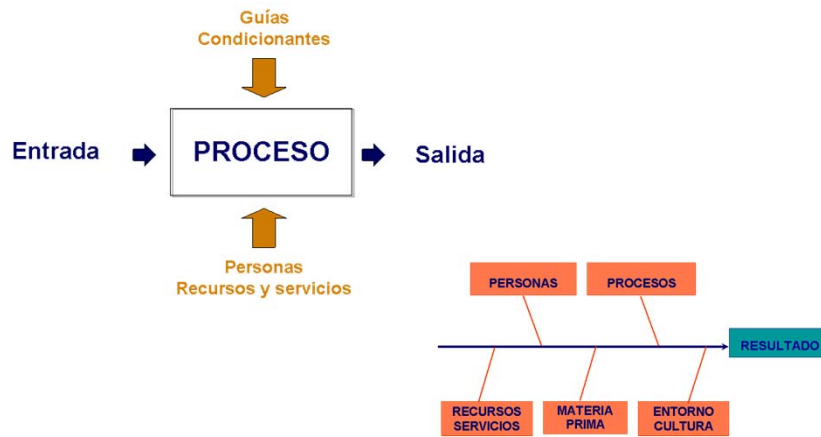 Guías
Condicionantes
Entrada
PROCESO
Salida
Personas
Recursos y servicios
PERSONAS
PROCESOS
RESULTADO
RECURSOS
SERVICIOS
MATERIA
PRIMA
ENTORNO
CULTURA